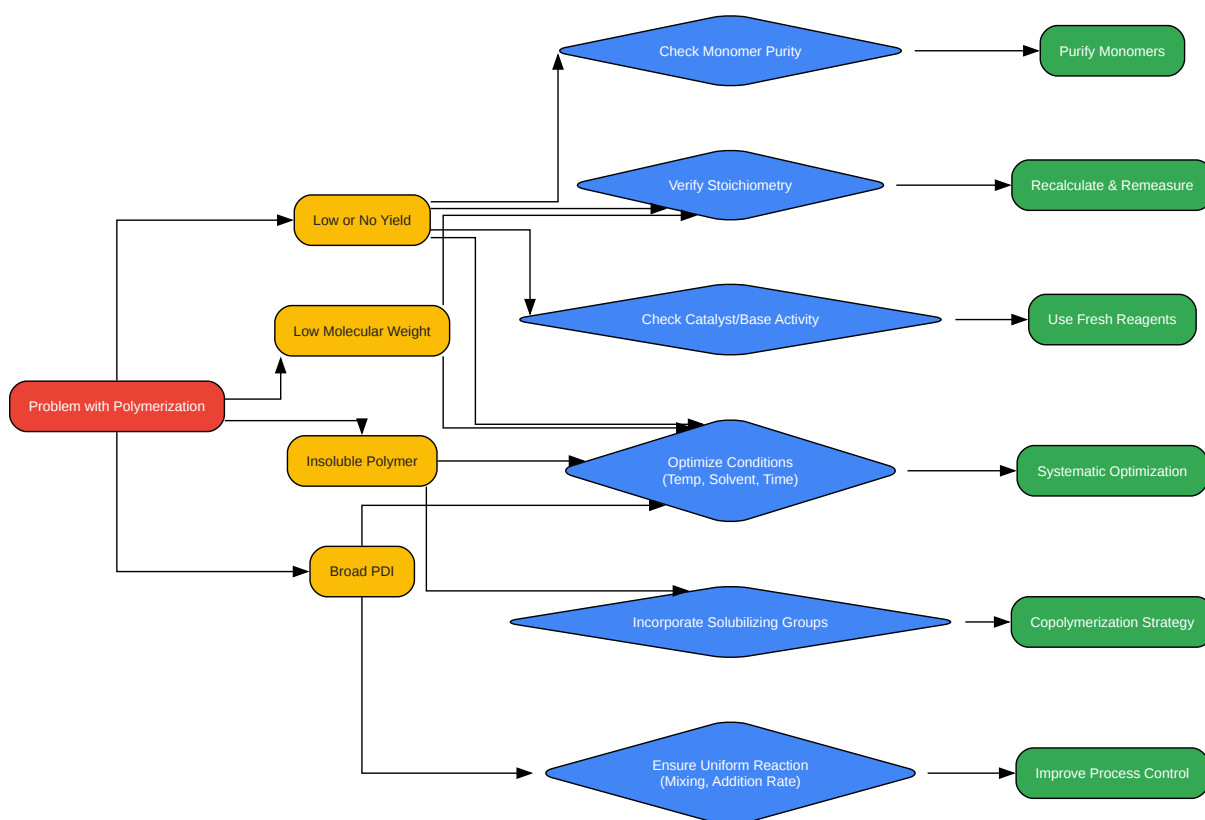 Check Monomer Purity
Purify Monomers
Verify Stoichiometry
Recalculate & Remeasure
Low or No Yield
Check Catalyst/Base Activity
Use Fresh Reagents
Low Molecular Weight
Problem with Polymerization
Insoluble Polymer
Optimize Conditions
(Temp, Solvent, Time)
Systematic Optimization
Broad PDI
Incorporate Solubilizing Groups
Copolymerization Strategy
Ensure Uniform Reaction
(Mixing, Addition Rate)
Improve Process Control